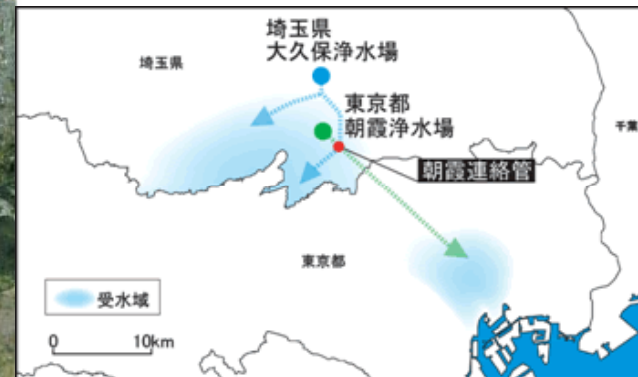 埼玉県
大久保浄水場
埼玉県
東京都
朝霞浄水場
千葉
朝霞連絡管
東京都
受水域
0 10km